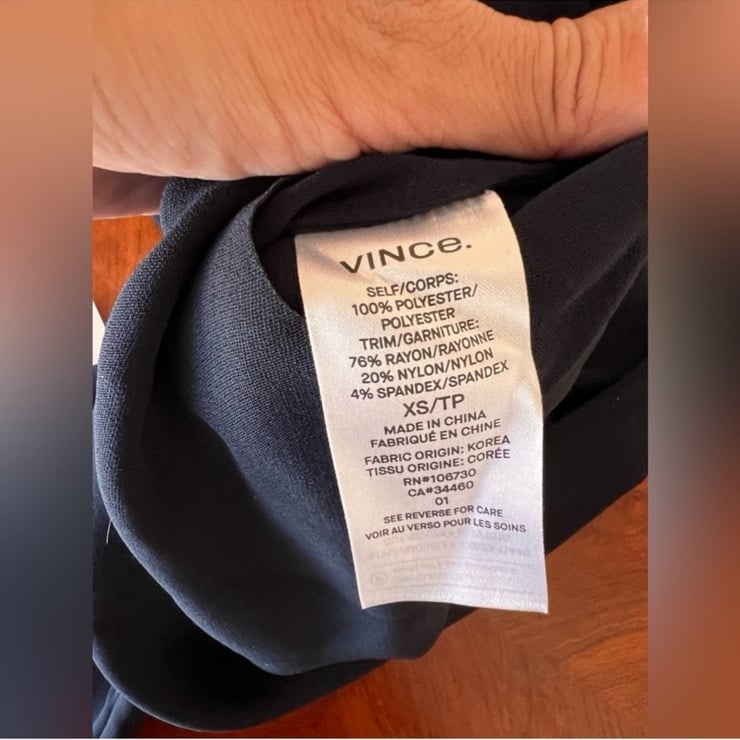 VINCE.
SELF/CORPS:
100% POLYESTER/
POLYESTER
TRIM/GARNITURE:
76% RAYON/RAYONNE
20% NYLON/NYLON
4% SPANDEX/SPANDEX
XS/TP
MADE IN CHINA
FABRIQUÉ EN CHINE
FABRIC ORIGIN: KOREA
TISSU ORIGINE: CORÉE
RN#106730
CA#34460
01
SEE REVERSE FOR CARE
VOIR AU VERSO POUR LES SOINS